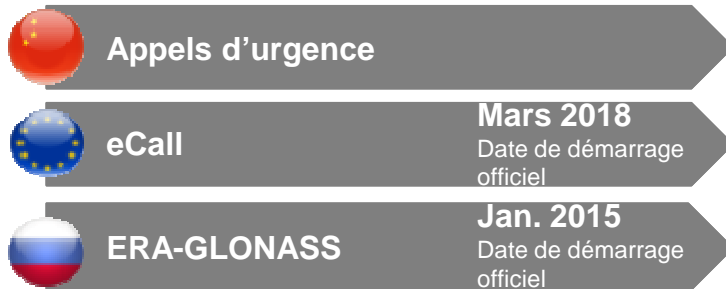 Appels d’urgence
eCall
Mars 2018
Date de démarrage
officiel
ERA-GLONASS
Jan. 2015
Date de démarrage
officiel